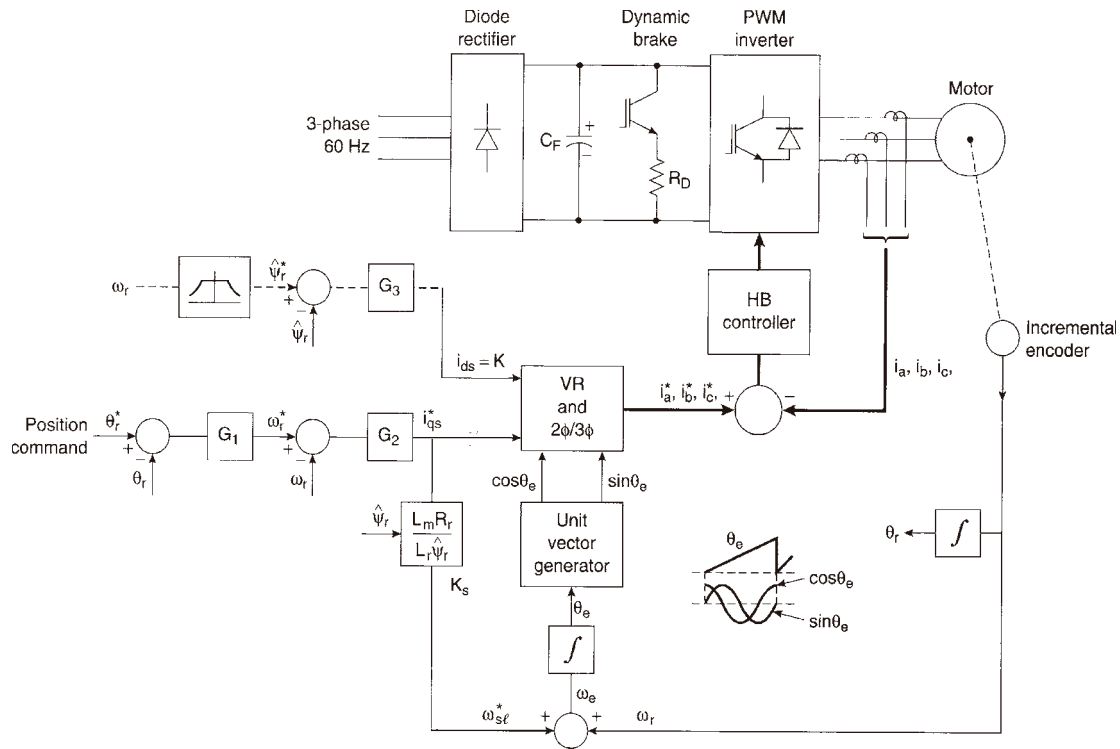 Diode
rectifier
Dynamic
brake
PWM
inverter
Motor
3-phase
60 Hz
C_F
+
−
R_D
ω_r
ψ̂_r^*
+
−
ψ̂_r
G_3
HB
controller
Incremental
encoder
i_ds = K
VR
and
2ϕ/3ϕ
i_a^*, i_b^*, i_c^*,
+
−
i_a, i_b, i_c,
Position
command
θ_r^*
+
−
θ_r
G_1
ω_r^*
+
−
ω_r
G_2
i_qs^*
cosθ_e
sinθ_e
ψ̂_r
L_m R_r
L_r ψ̂_r
K_s
Unit
vector
generator
θ_r
∫
θ_e
cosθ_e
sinθ_e
θ_e
∫
ω_e
ω_sℓ^*
+
+
ω_r